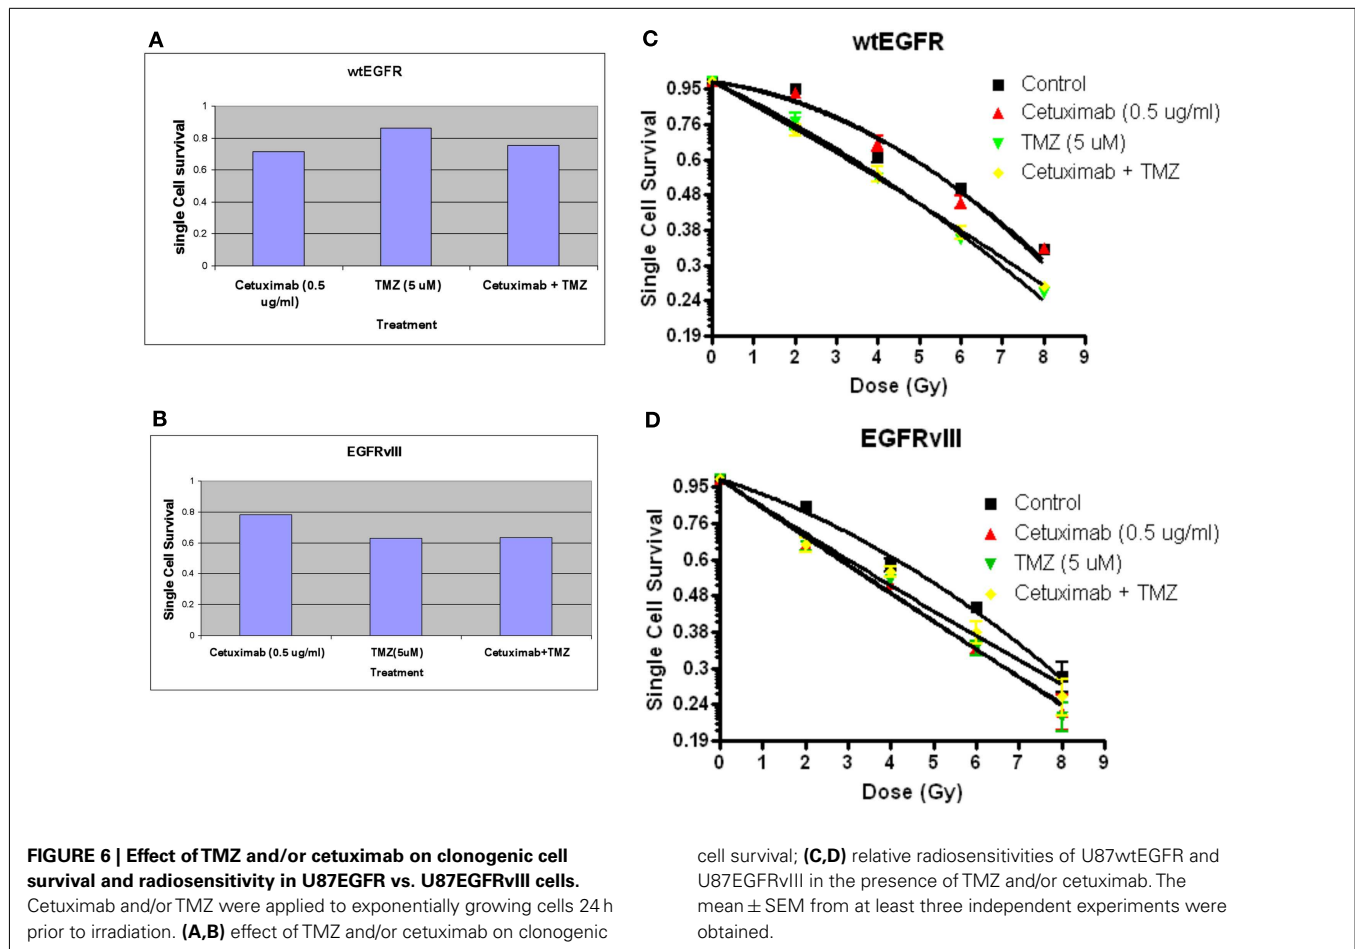 A
wtEGFR
single Cell survival
1
0.8
0.6
0.4
0.2
0
Cetuximab (0.5
ug/ml)
TMZ (5 uM)
Cetuximab + TMZ
Treatment
B
EGFRvIII
Single Cell Survival
1
0.8
0.6
0.4
0.2
0
Cetuximab (0.5 ug/ml)
TMZ(5uM)
Cetuximab+TMZ
Treatment
C
wtEGFR
Single Cell Survival
0.95
0.76
0.6
0.48
0.38
0.3
0.24
0.19
0 1 2 3 4 5 6 7 8 9
Dose (Gy)
Control
Cetuximab (0.5 ug/ml)
TMZ (5 uM)
Cetuximab + TMZ
D
EGFRvIII
Single Cell Survival
0.95
0.76
0.6
0.48
0.38
0.3
0.24
0.19
0 1 2 3 4 5 6 7 8 9
Dose (Gy)
Control
Cetuximab (0.5 ug/ml)
TMZ (5 uM)
Cetuximab + TMZ
FIGURE 6 | Effect of TMZ and/or cetuximab on clonogenic cell
survival and radiosensitivity in U87EGFR vs. U87EGFRvIII cells.
Cetuximab and/or TMZ were applied to exponentially growing cells 24 h
prior to irradiation. (A,B) effect of TMZ and/or cetuximab on clonogenic
cell survival; (C,D) relative radiosensitivities of U87wtEGFR and
U87EGFRvIII in the presence of TMZ and/or cetuximab. The
mean ± SEM from at least three independent experiments were
obtained.